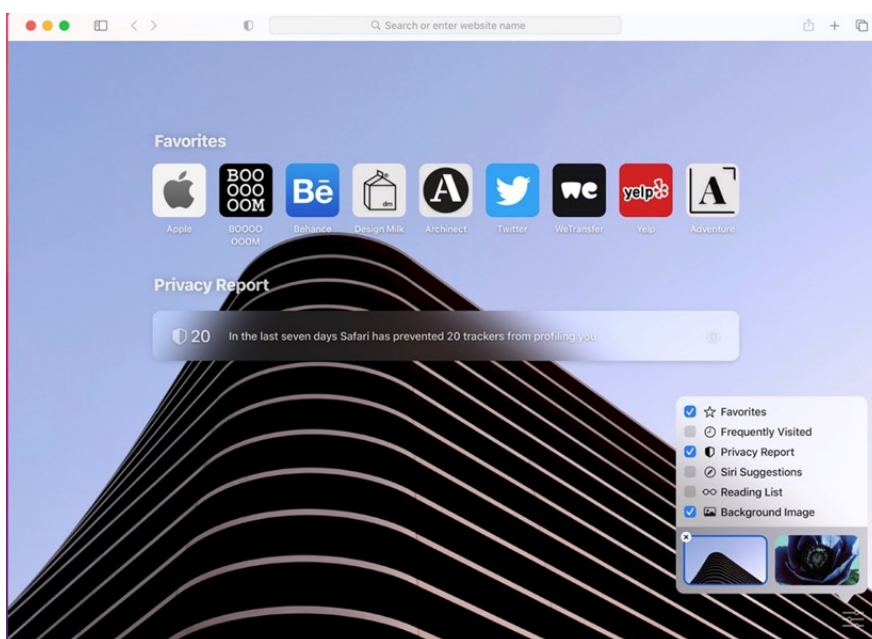 Search or enter website name
Favorites
BOO
OOO
OOM
Bē
dm
A
we
yelp
A
Apple
BOOOO
OOOM
Behance
Design Milk
Architect
Twitter
WeTransfer
Yelp
Adventure
Privacy Report
20
In the last seven days Safari has prevented 20 trackers from profiling you
Favorites
Frequently Visited
Privacy Report
Siri Suggestions
Reading List
Background Image